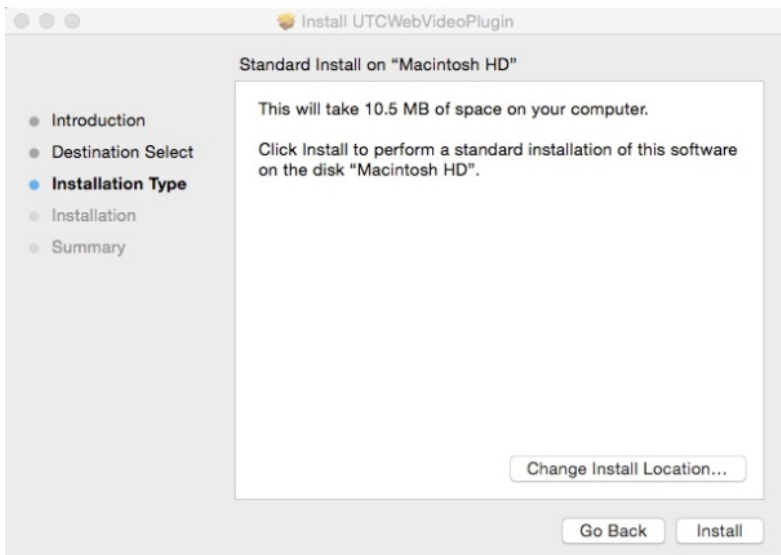 Install UTCWebVideoPlugin
Standard Install on “Macintosh HD”
Introduction
Destination Select
Installation Type
Installation
Summary
This will take 10.5 MB of space on your computer.
Click Install to perform a standard installation of this software
on the disk “Macintosh HD”.
Change Install Location...
Go Back
Install